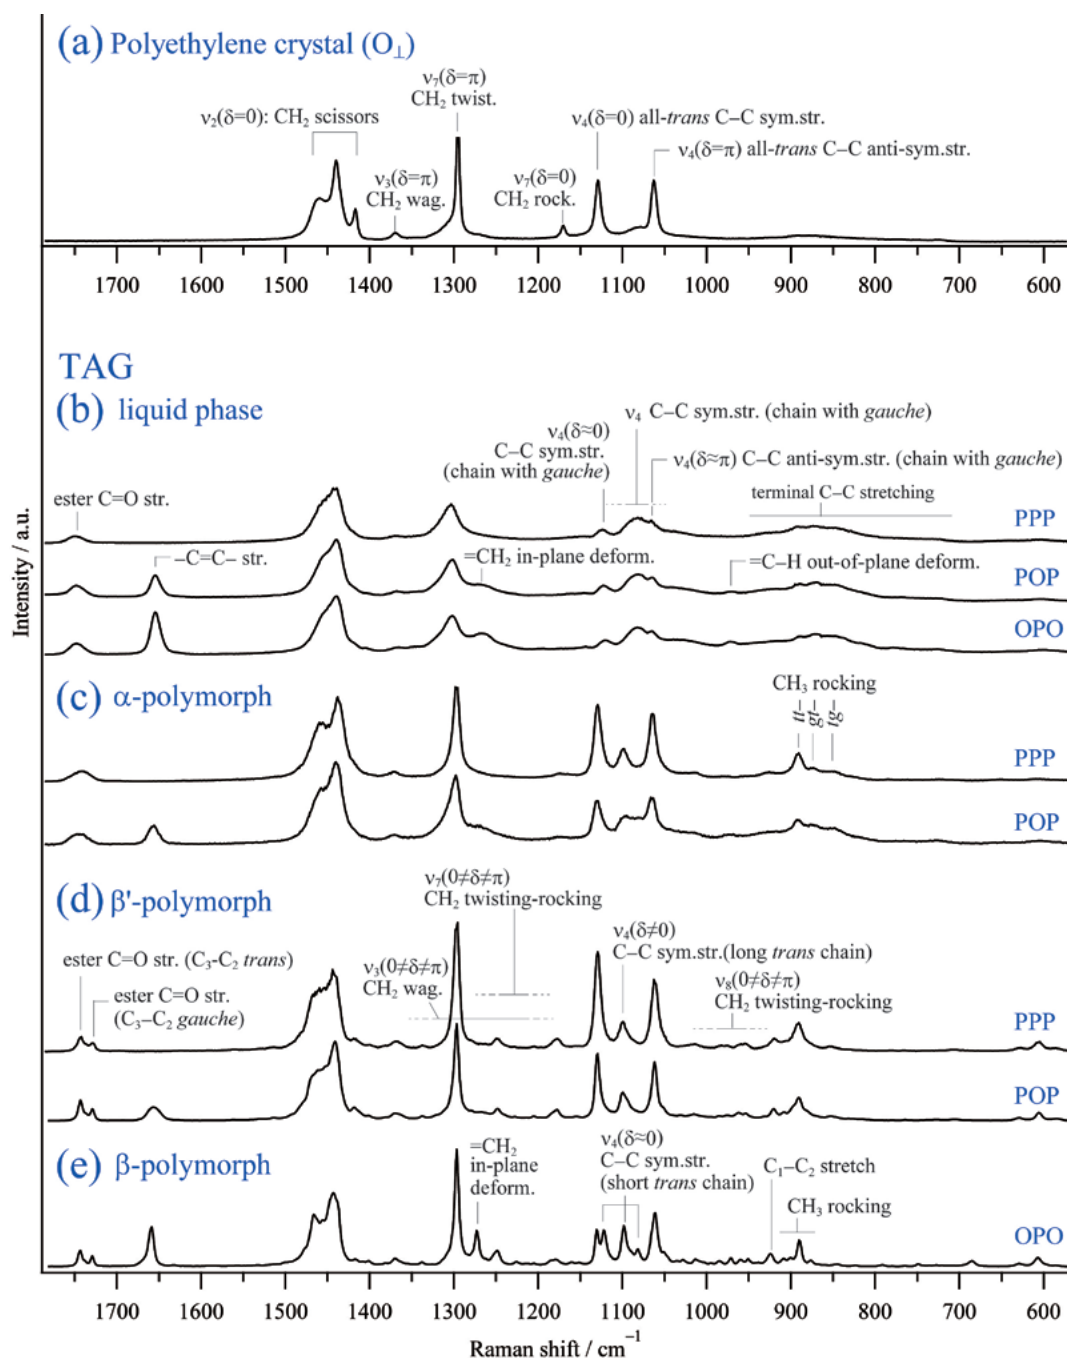 (a) Polyethylene crystal (O⊥)
ν7(δ=π)
CH2 twist.
ν2(δ=0): CH2 scissors
ν4(δ=0) all-trans C–C sym.str.
ν4(δ=π) all-trans C–C anti-sym.str.
ν3(δ=π)
CH2 wag.
ν7(δ=0)
CH2 rock.
1700 1600 1500 1400 1300 1200 1100 1000 900 800 700 600
TAG
(b) liquid phase
ν4 C–C sym.str. (chain with gauche)
ν4(δ≈0)
C–C sym.str.
(chain with gauche)
ν4(δ≈π) C–C anti-sym.str. (chain with gauche)
ester C=O str.
terminal C–C stretching
PPP
–C=C– str.
=CH2 in-plane deform.
=C–H out-of-plane deform.
POP
OPO
Intensity / a.u.
(c) α-polymorph
CH3 rocking
tt–
gt–
tg–
PPP
POP
(d) β'-polymorph
ν7(0≠δ≠π)
CH2 twisting-rocking
ν4(δ≠0)
C–C sym.str.(long trans chain)
ester C=O str. (C3-C2 trans)
ν3(0≠δ≠π)
CH2 wag.
ν8(0≠δ≠π)
CH2 twisting-rocking
ester C=O str.
(C3–C2 gauche)
PPP
POP
(e) β-polymorph
=CH2
in-plane
deform.
ν4(δ≈0)
C–C sym.str.
(short trans chain)
C1–C2 stretch
CH3 rocking
OPO
1700 1600 1500 1400 1300 1200 1100 1000 900 800 700 600
Raman shift / cm−1